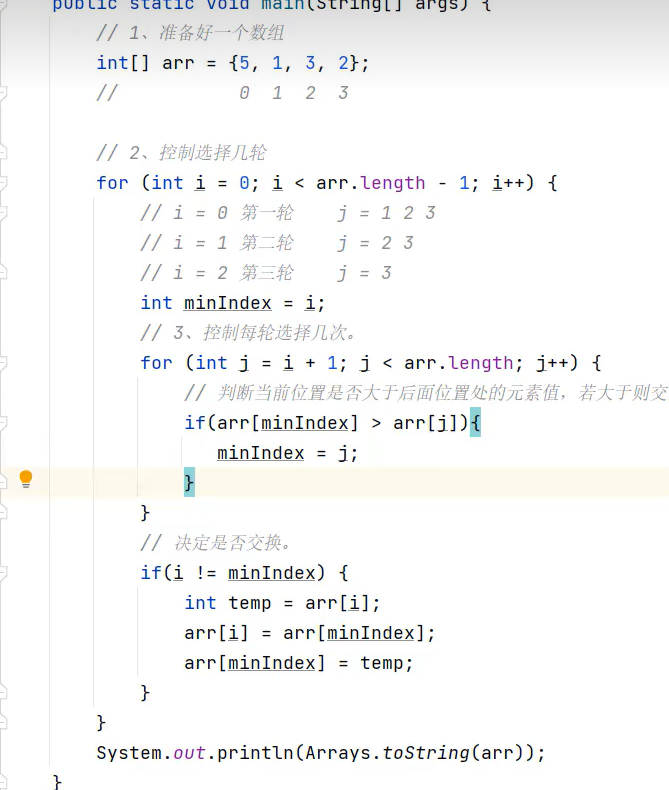 public static void main(String[] args) {
// 1、准备好一个数组
int[] arr = {5, 1, 3, 2};
// 0 1 2 3
// 2、控制选择几轮
for (int i = 0; i < arr.length - 1; i++) {
// i = 0 第一轮 j = 1 2 3
// i = 1 第二轮 j = 2 3
// i = 2 第三轮 j = 3
int minIndex = i;
// 3、控制每轮选择几次。
for (int j = i + 1; j < arr.length; j++) {
// 判断当前位置是否大于后面位置处的元素值，若大于则交
if(arr[minIndex] > arr[j]){
minIndex = j;
}
}
// 决定是否交换。
if(i != minIndex) {
int temp = arr[i];
arr[i] = arr[minIndex];
arr[minIndex] = temp;
}
}
System.out.println(Arrays.toString(arr));
}